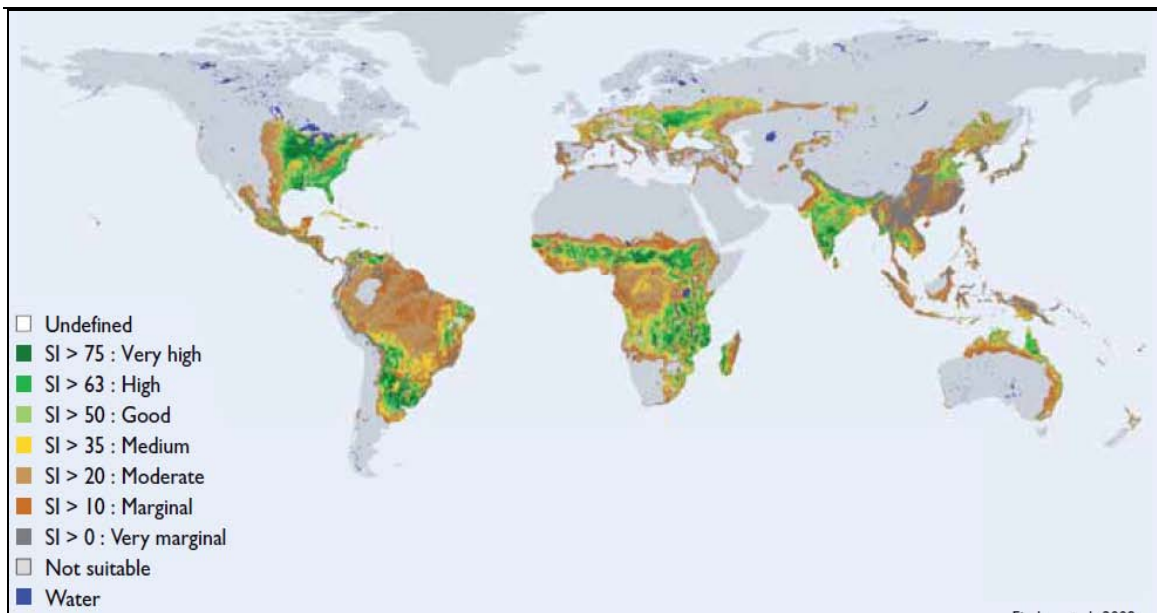 Undefined
SI > 75 : Very high
SI > 63 : High
SI > 50 : Good
SI > 35 : Medium
SI > 20 : Moderate
SI > 10 : Marginal
SI > 0 : Very marginal
Not suitable
Water